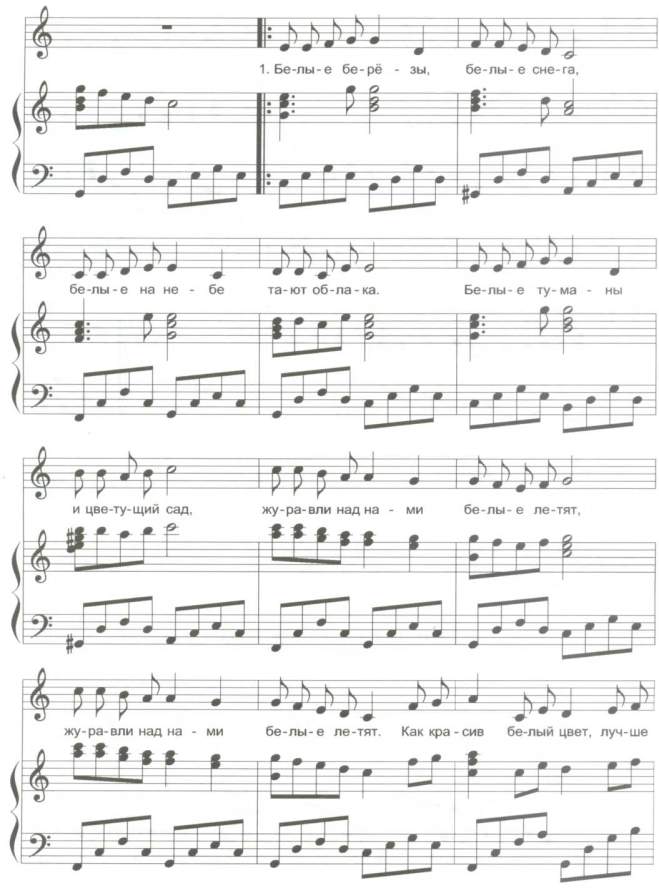 1. Бе-лы-е бе-рё - зы, бе-лы-е сне-га,
бе-лы-е на не - бе та-ют об-ла-ка. Бе-лы-е ту-ма - ны
и цве-ту-щий сад, жу-ра-вли над на - ми бе-лы-е ле-тят,
жу-ра-вли над на - ми бе-лы-е ле-тят. Как кра-сив белый цвет, луч-ше